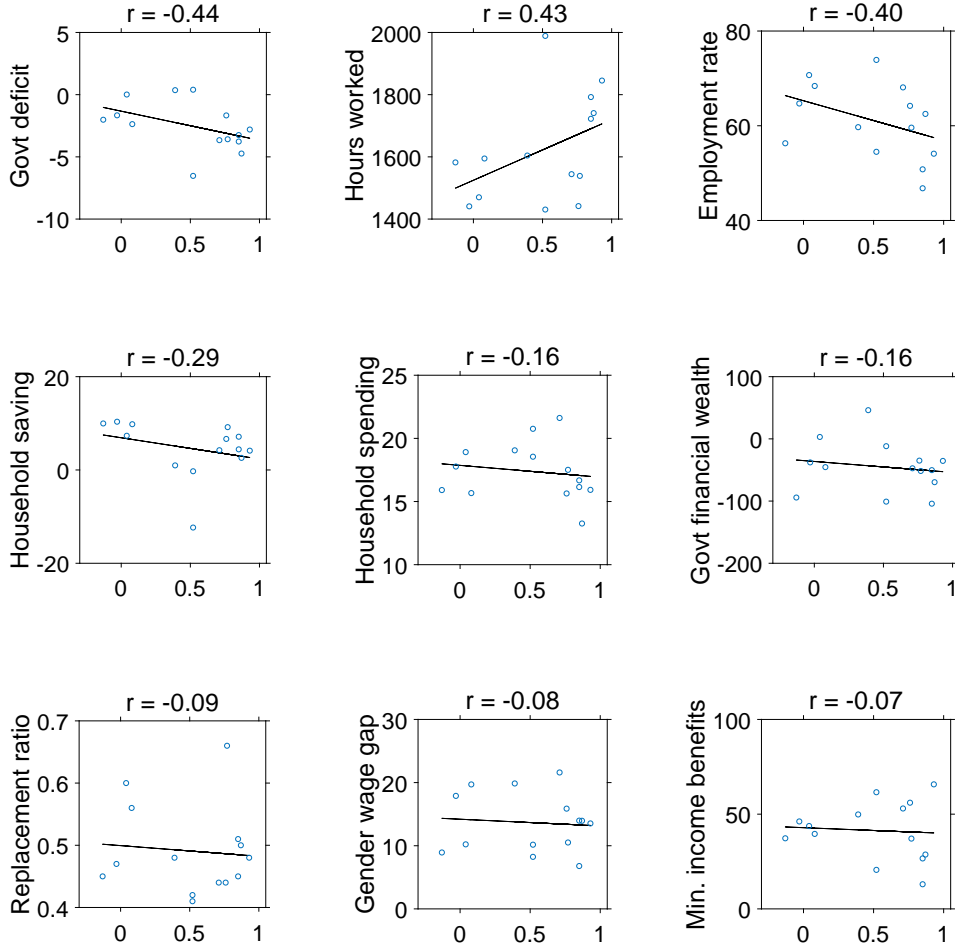 r = -0.44
Govt deficit
5
0
-5
-10
0 0.5 1
r = 0.43
Hours worked
2000
1800
1600
1400
0 0.5 1
r = -0.40
Employment rate
80
60
40
0 0.5 1
r = -0.29
Household saving
20
0
-20
0 0.5 1
r = -0.16
Household spending
25
20
15
10
0 0.5 1
r = -0.16
Govt financial wealth
100
0
-100
-200
0 0.5 1
r = -0.09
Replacement ratio
0.7
0.6
0.5
0.4
0 0.5 1
r = -0.08
Gender wage gap
30
20
10
0
0 0.5 1
r = -0.07
Min. income benefits
100
50
0
0 0.5 1